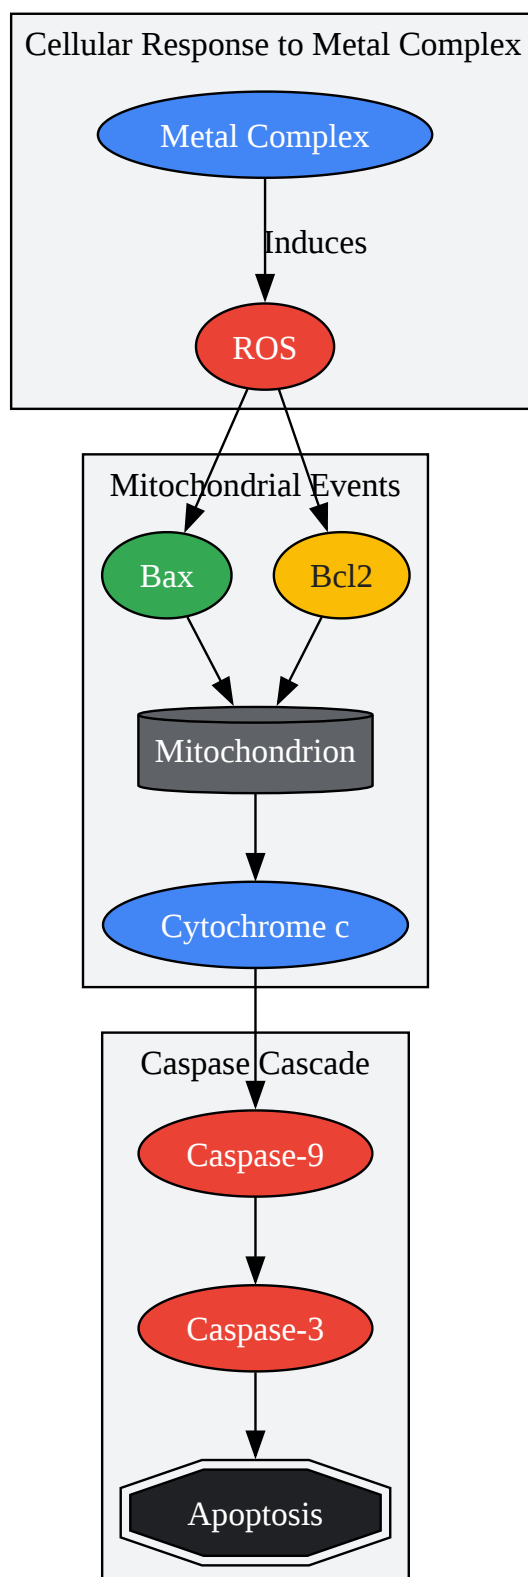 Cellular Response to Metal Complex
Metal Complex
Induces
ROS
Mitochondrial Events
Bax
Bcl2
Mitochondrion
Cytochrome c
Caspase Cascade
Caspase-9
Caspase-3
Apoptosis